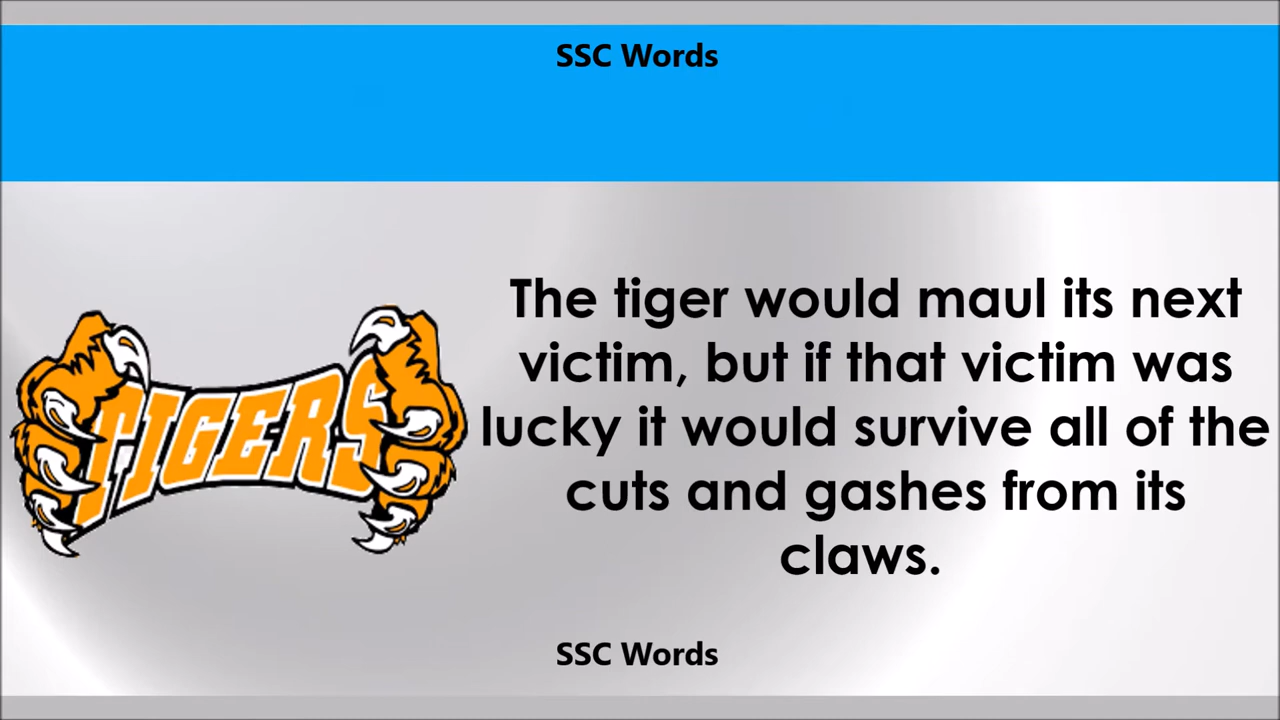 SSC Words
The tiger would maul its next
victim, but if that victim was
lucky it would survive all of the
TIGERS
cuts and gashes from its
claws.
SSC Words